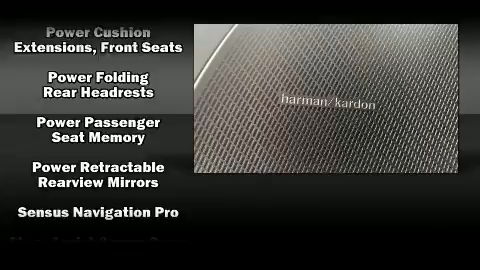 Power Cushion
Extensions, Front Seats
Power Folding
Rear Headrests
Power Passenger
Seat Memory
Power Retractable
Rearview Mirrors
Sensus Navigation Pro
harman/kardon